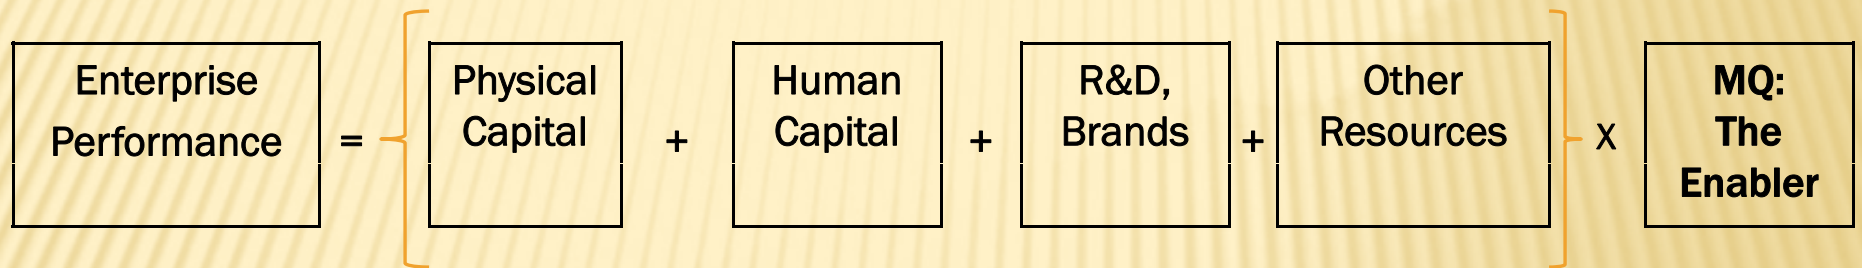 Enterprise
Performance
=
Physical
Capital
+
Human
Capital
+
R&D,
Brands
+
Other
Resources
X
MQ:
The
Enabler